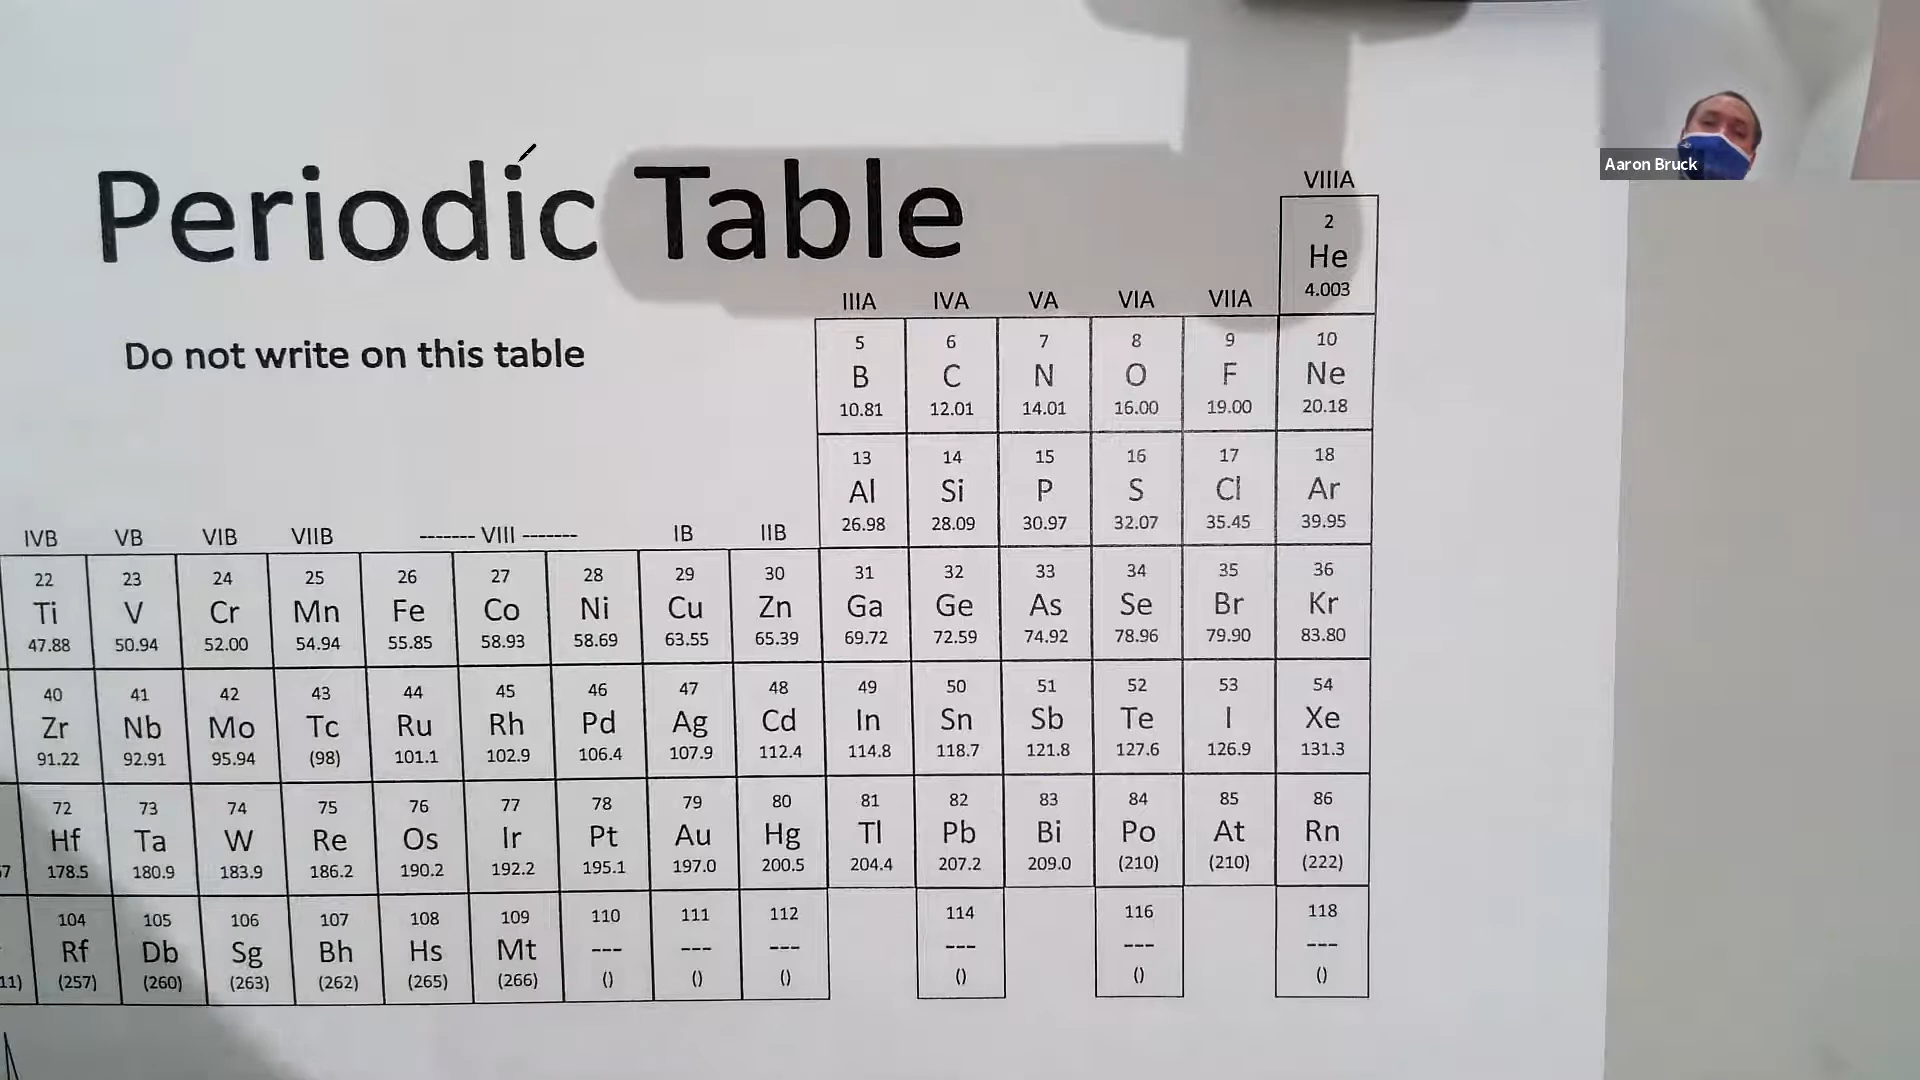 Aaron Bruck
Periodic Table
VIIIA
2
He
4.003
IIIA IVA VA VIA VIIA
Do not write on this table
5 6 7 8 9 10
B C N O F Ne
10.81 12.01 14.01 16.00 19.00 20.18
13 14 15 16 17 18
Al Si P S Cl Ar
26.98 28.09 30.97 32.07 35.45 39.95
IVB VB VIB VIIB ------- VIII ------- IB IIB
22 23 24 25 26 27 28 29 30 31 32 33 34 35 36
Ti V Cr Mn Fe Co Ni Cu Zn Ga Ge As Se Br Kr
47.88 50.94 52.00 54.94 55.85 58.93 58.69 63.55 65.39 69.72 72.59 74.92 78.96 79.90 83.80
40 41 42 43 44 45 46 47 48 49 50 51 52 53 54
Zr Nb Mo Tc Ru Rh Pd Ag Cd In Sn Sb Te I Xe
91.22 92.91 95.94 (98) 101.1 102.9 106.4 107.9 112.4 114.8 118.7 121.8 127.6 126.9 131.3
72 73 74 75 76 77 78 79 80 81 82 83 84 85 86
Hf Ta W Re Os Ir Pt Au Hg Tl Pb Bi Po At Rn
178.5 180.9 183.9 186.2 190.2 192.2 195.1 197.0 200.5 204.4 207.2 209.0 (210) (210) (222)
104 105 106 107 108 109 110 111 112 114 116 118
Rf Db Sg Bh Hs Mt --- --- --- --- --- ---
(257) (260) (263) (262) (265) (266) () () () () () ()